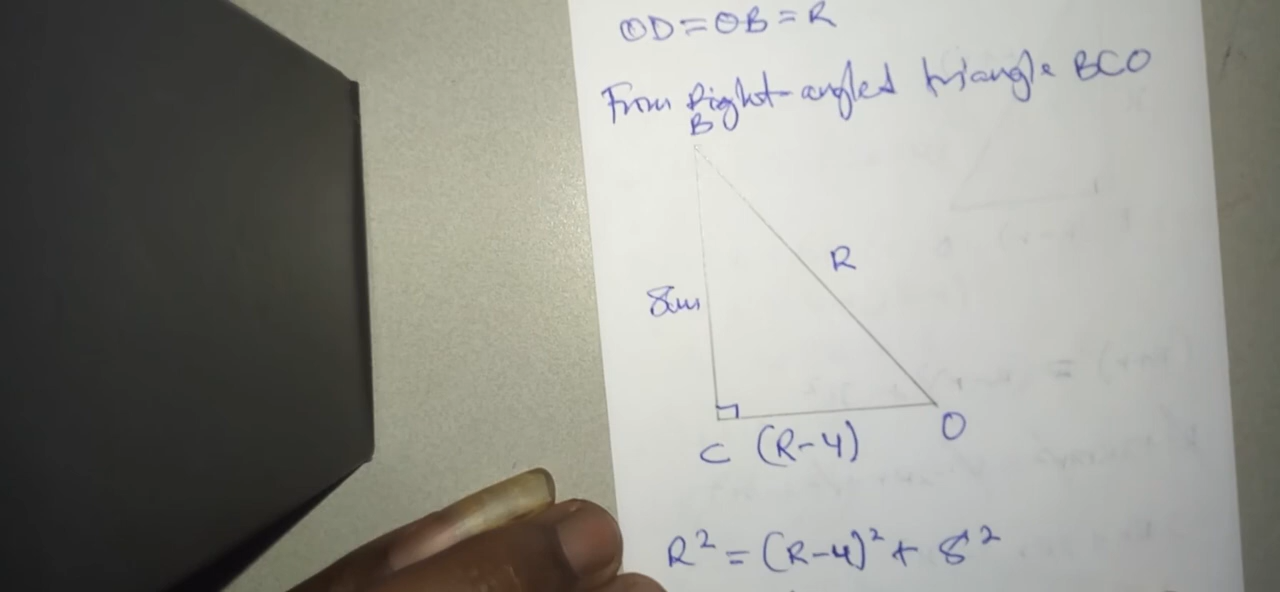 OD=OB=R
From Right-angled triangle BCO
B
R
8cm
C (R-4) O
R²=(R-4)²+8²